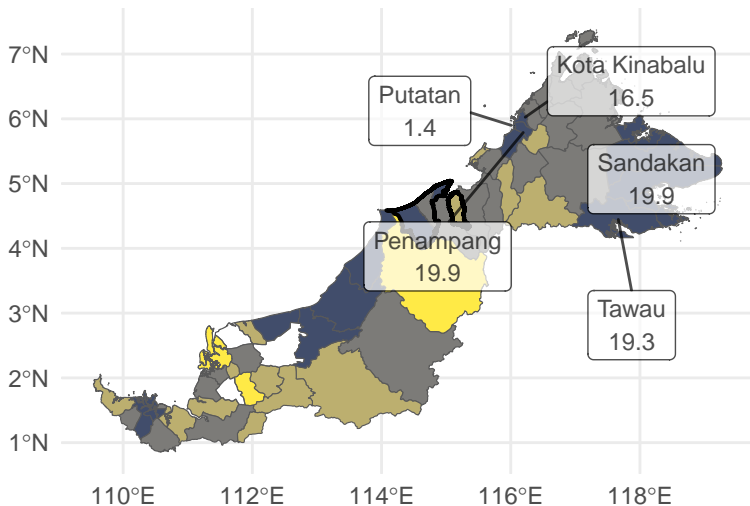 7°N
6°N
5°N
4°N
3°N
2°N
1°N
Kota Kinabalu
16.5
Putatan
1.4
Sandakan
19.9
Penampang
19.9
Tawau
19.3
110°E
112°E
114°E
116°E
118°E